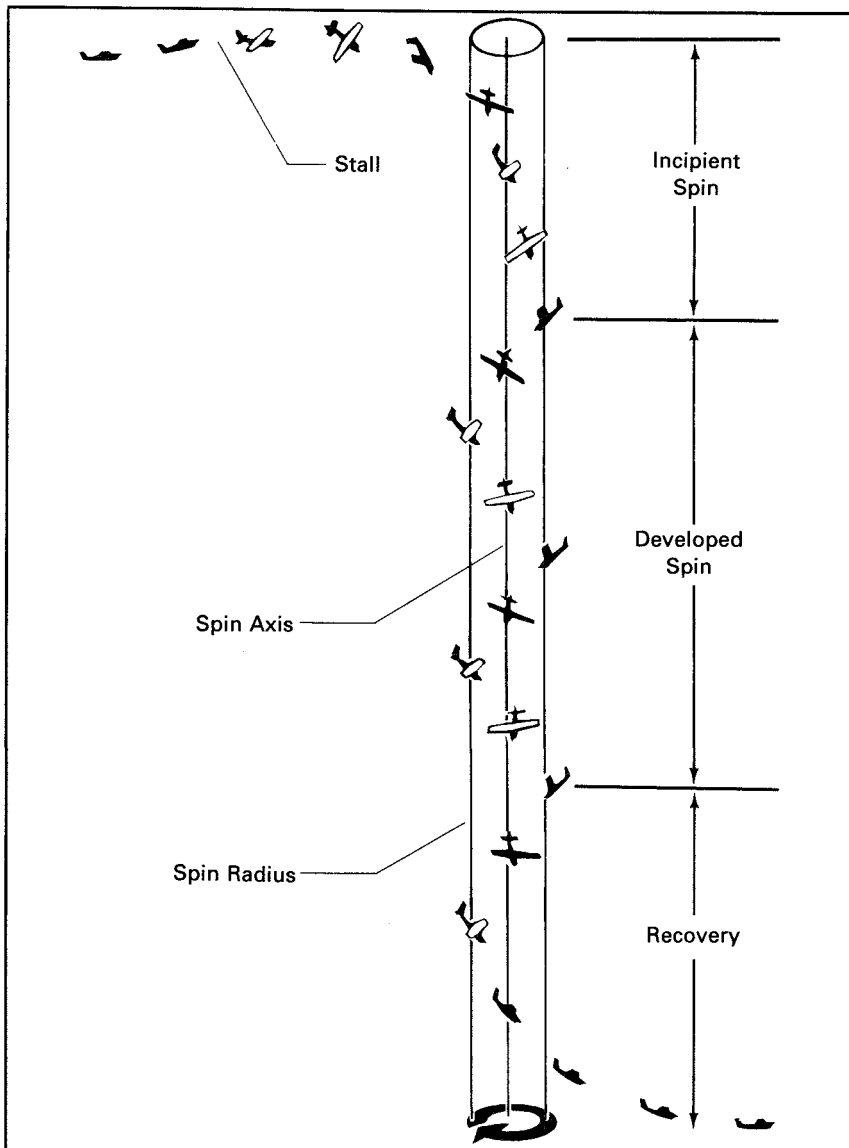 Stall
Incipient
Spin
Developed
Spin
Spin Axis
Spin Radius
Recovery